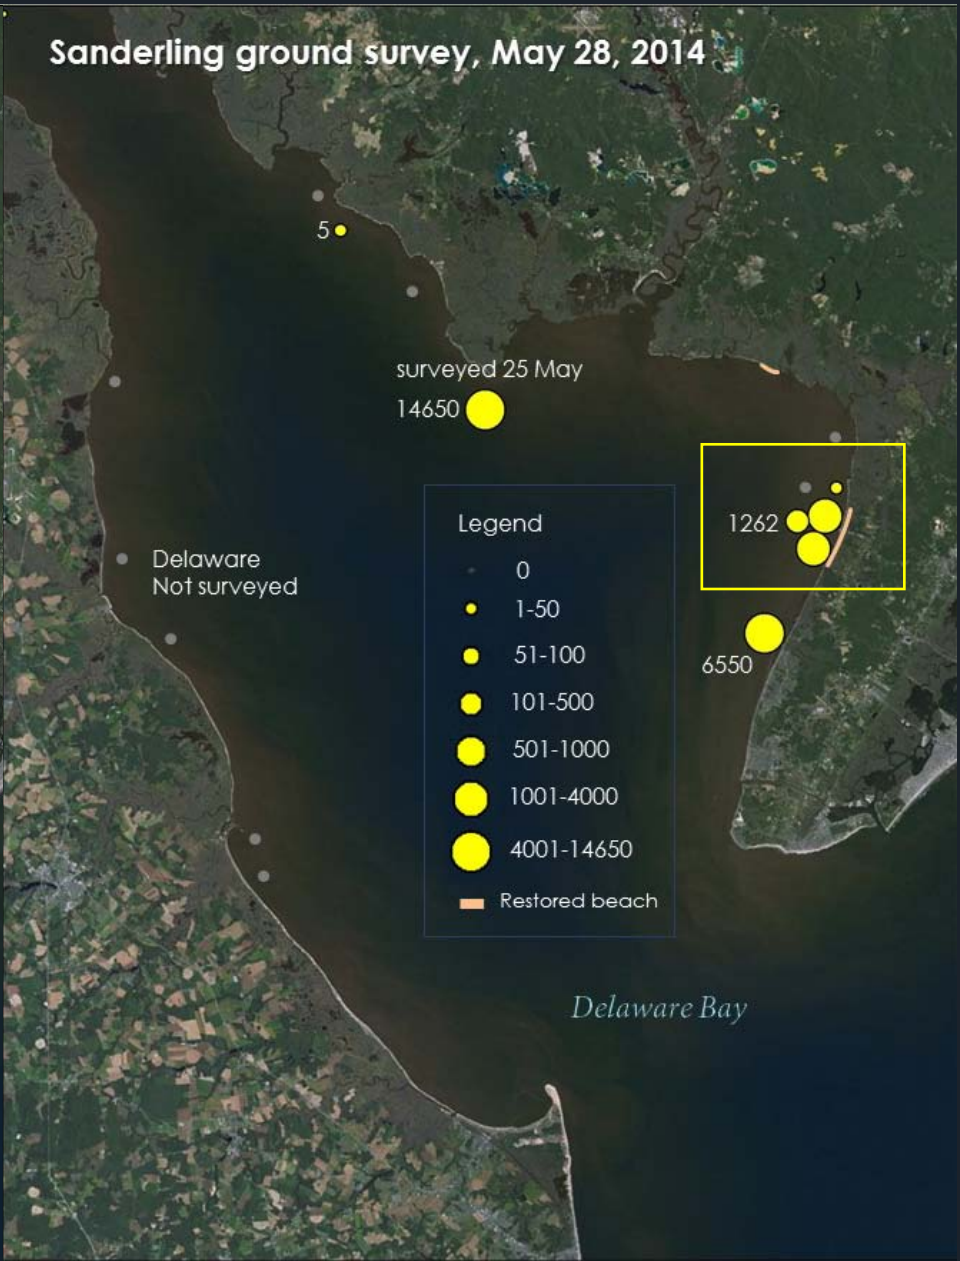 Sanderling ground survey, May 28, 2014
5
surveyed 25 May
14650
1262
Delaware
Not surveyed
6550
Legend
0
1-50
51-100
101-500
501-1000
1001-4000
4001-14650
Restored beach
Delaware Bay